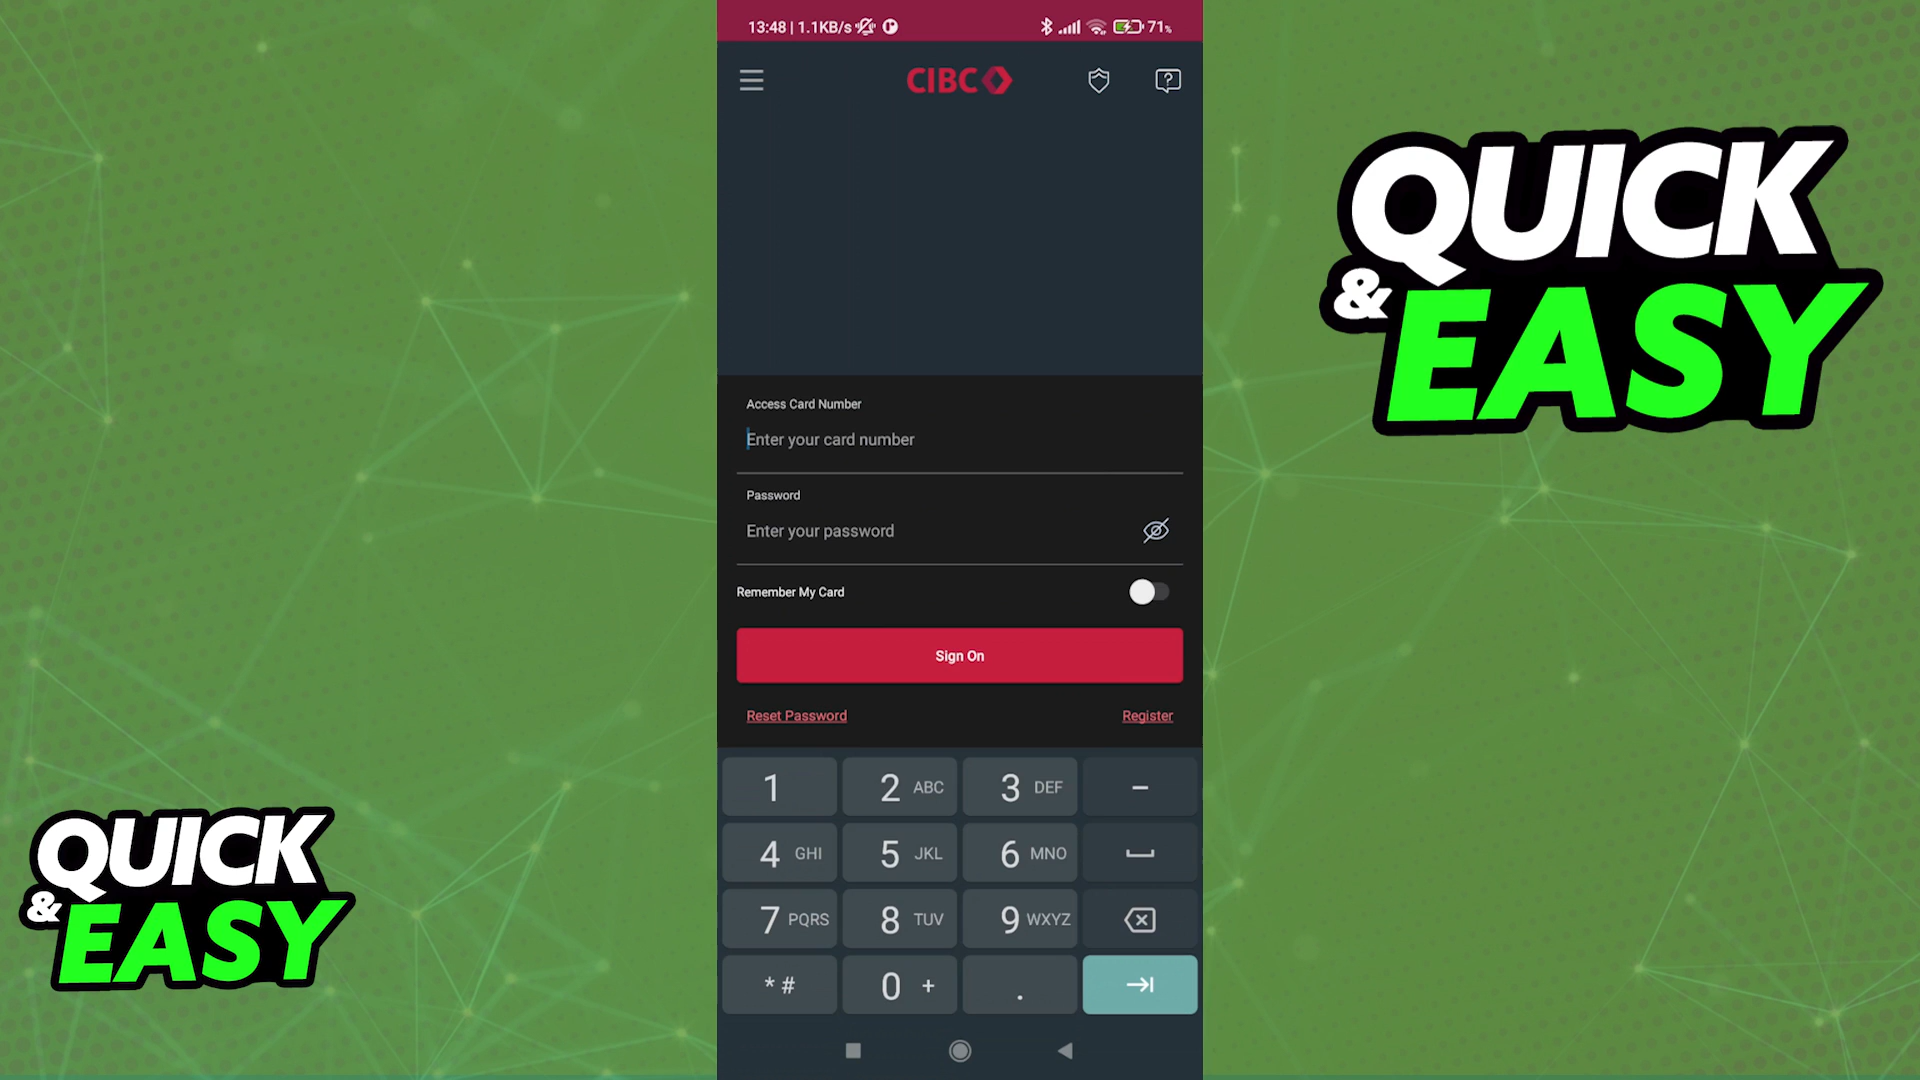 13:48 | 1.1KB/s
71%
CIBC
Access Card Number
Enter your card number
Password
Enter your password
Remember My Card
Sign On
Reset Password
Register
1
2 ABC
3 DEF
-
4 GHI
5 JKL
6 MNO
7 PQRS
8 TUV
9 WXYZ
* #
0 +
.
QUICK
& EASY
QUICK
& EASY